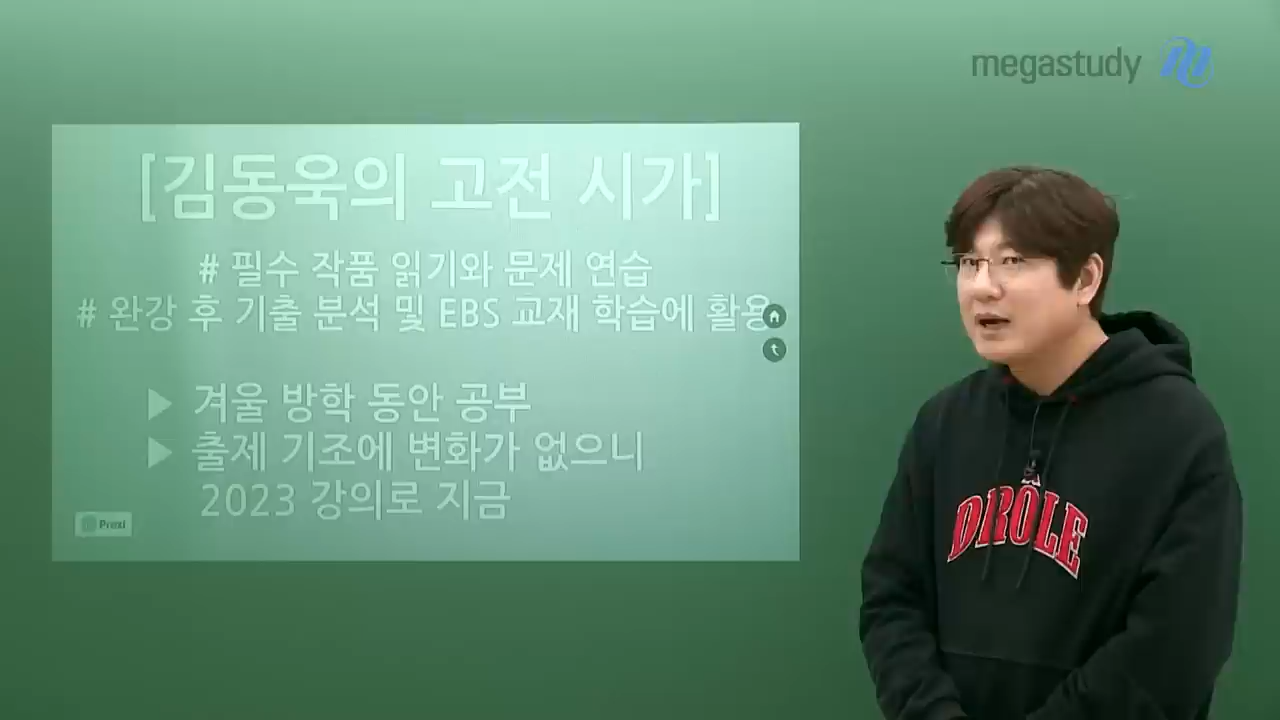 megastudy
[김동욱의 고전 시가]
# 필수 작품 읽기와 문제 연습
# 완강 후 기출 분석 및 EBS 교재 학습에 활용
▶ 겨울 방학 동안 공부
▶ 출제 기조에 변화가 없으니
2023 강의로 지금
Prezi
DROLE